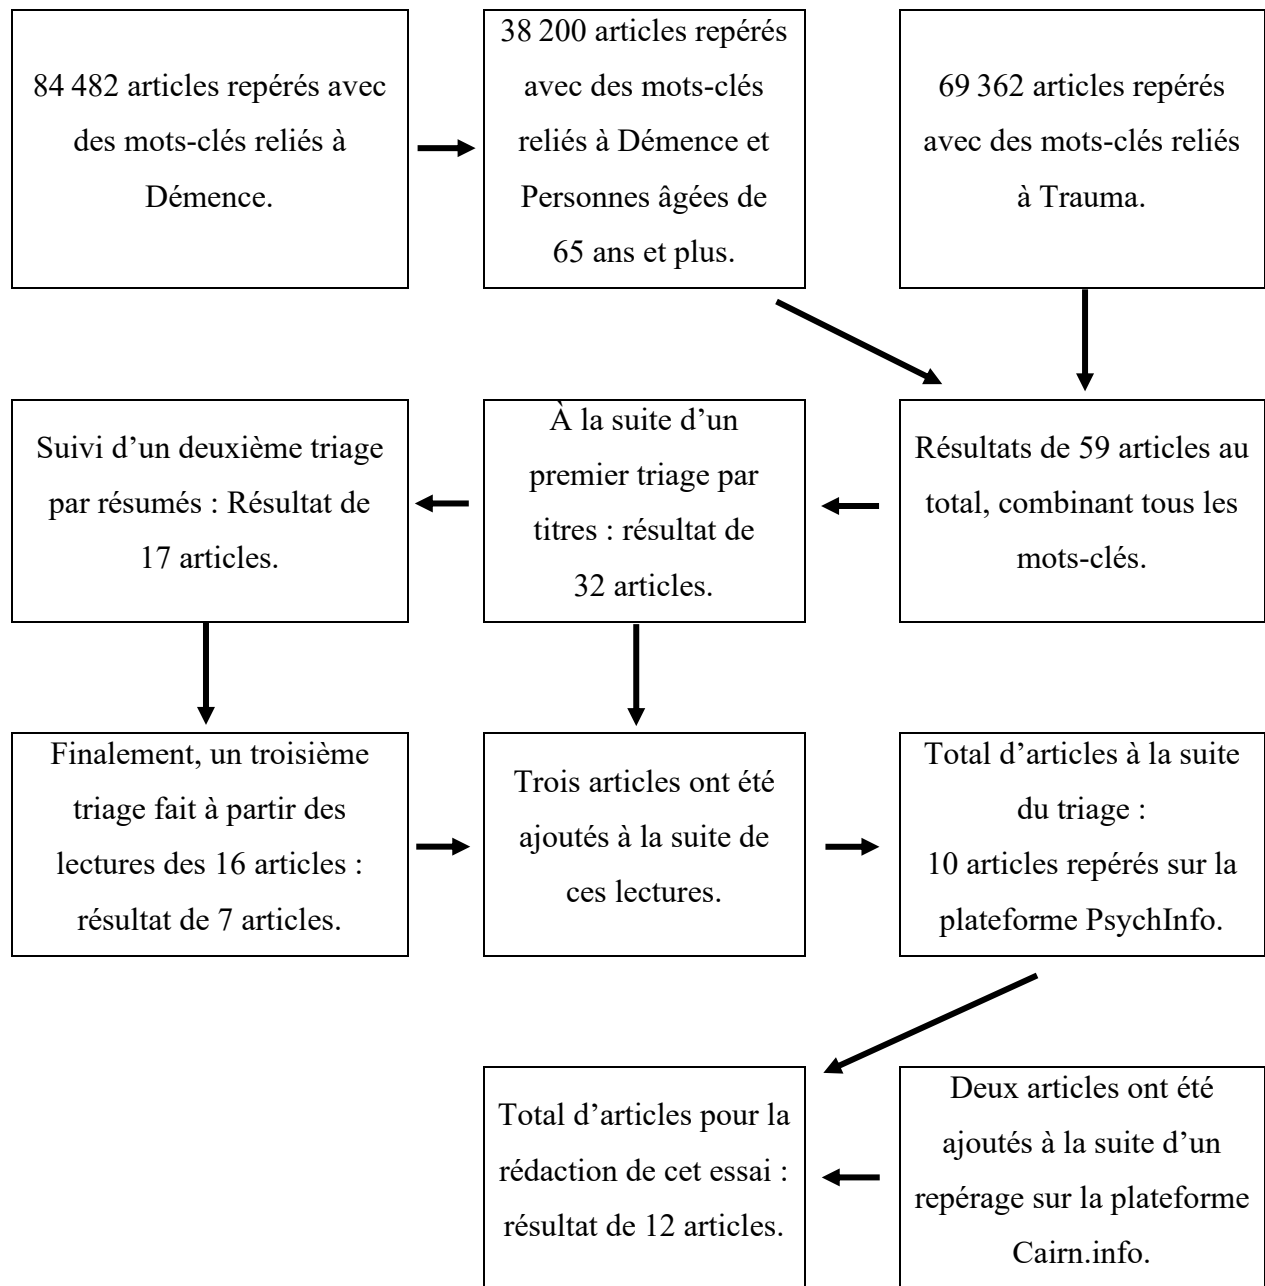 84 482 articles repérés avec
des mots-clés reliés à
Démence.
38 200 articles repérés
avec des mots-clés
reliés à Démence et
Personnes âgées de
65 ans et plus.
69 362 articles repérés
avec des mots-clés reliés
à Trauma.
Suivi d’un deuxième triage
par résumés : Résultat de
17 articles.
À la suite d’un
premier triage par
titres : résultat de
32 articles.
Résultats de 59 articles au
total, combinant tous les
mots-clés.
Finalement, un troisième
triage fait à partir des
lectures des 16 articles :
résultat de 7 articles.
Trois articles ont été
ajoutés à la suite de
ces lectures.
Total d’articles à la suite
du triage :
10 articles repérés sur la
plateforme PsychInfo.
Total d’articles pour la
rédaction de cet essai :
résultat de 12 articles.
Deux articles ont été
ajoutés à la suite d’un
repérage sur la plateforme
Cairn.info.